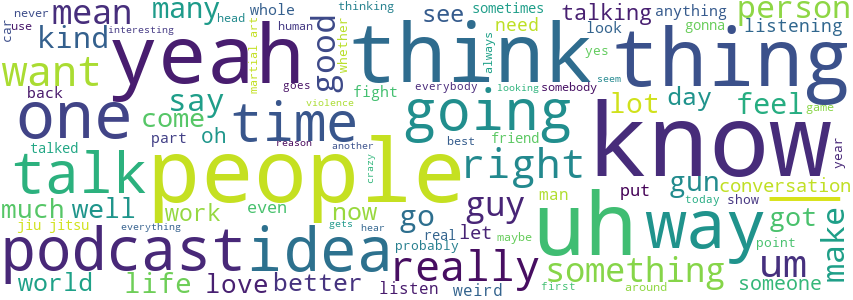 never
car
use
mean
interesting
many
head
whole
thinking
human
martial art
whether
good
kind
yeah
want
back
goes
think
see
sometimes
need
look
always
yes
talking
anything
gonna
person
listening
thing
one
say
come
oh
part
time
fight
violence
reason
everybody
looking
another
going
somebody
seem
lot
day
feel
game
know
year
talked
talk
people
crazy
best
friend
right
much
well
work
even
now
go
guy
uh
way
man
put
gun
conversation
today
show
got
make
jiu jitsu
everything
podcast
idea
gets
hear
real
let
probably
maybe
really
something
um
point
world
life
love
better
listen
weird
first
around
someone